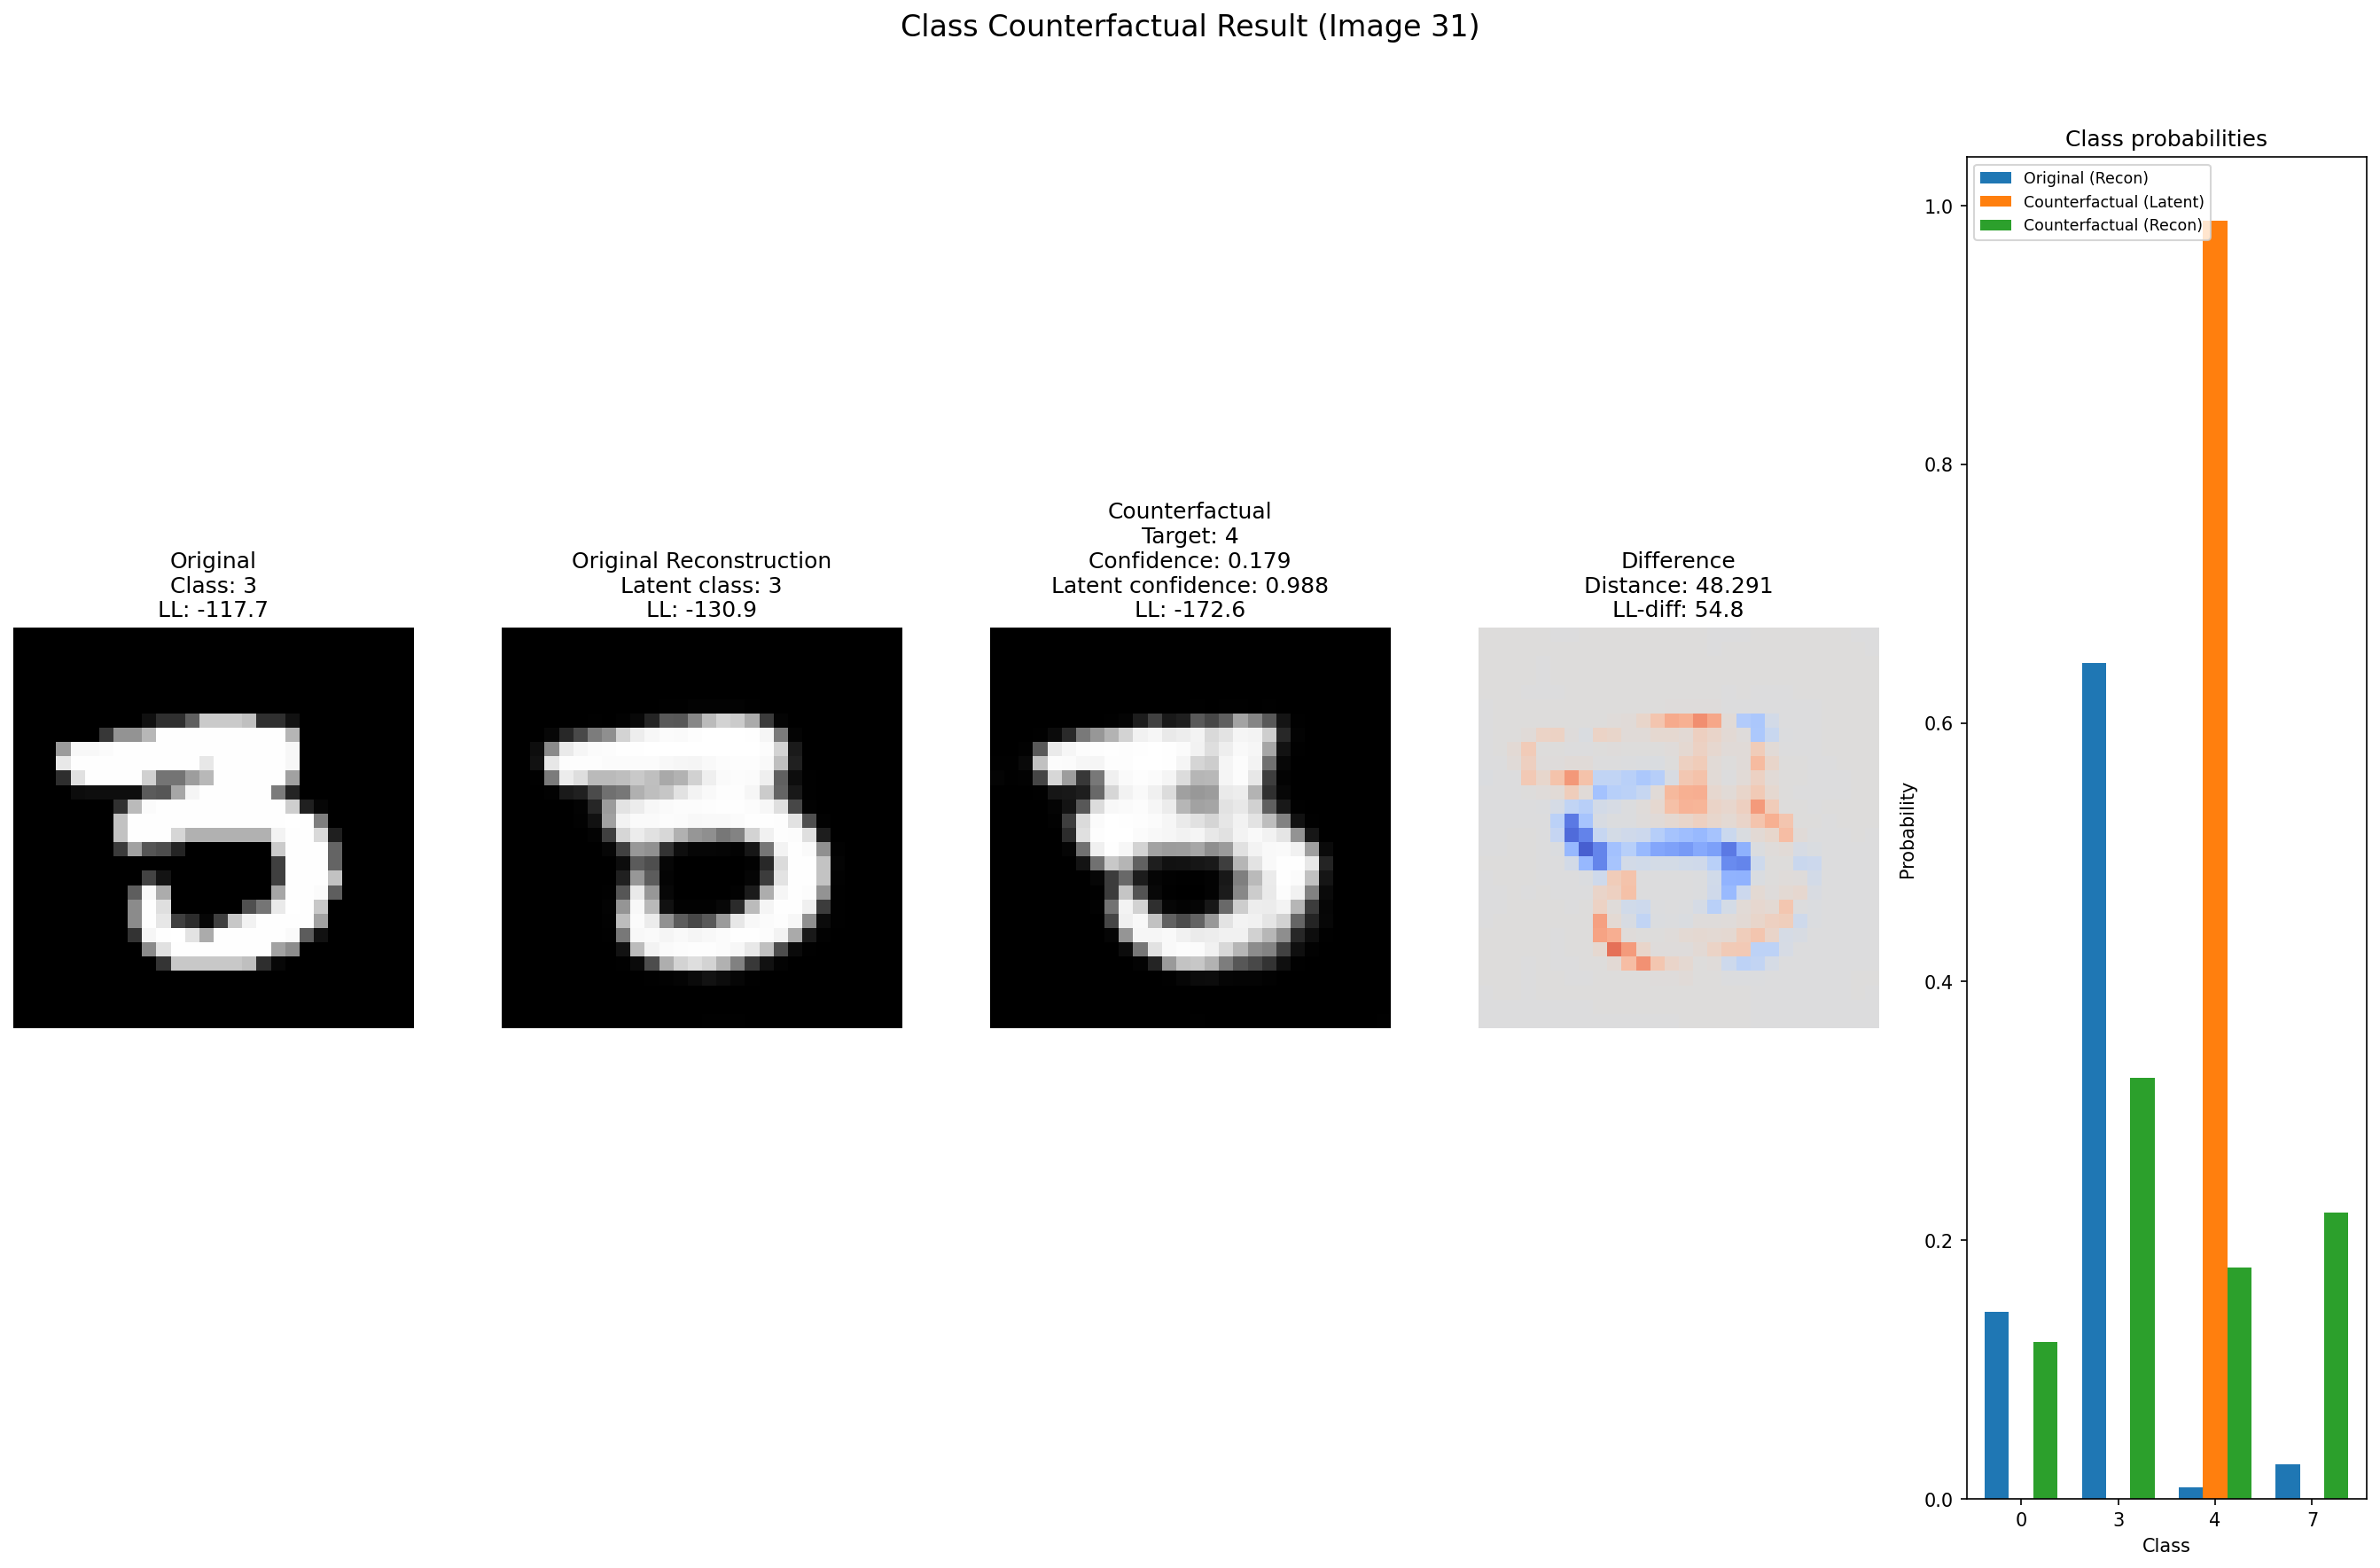 Class Counterfactual Result (Image 31)
Original
Class: 3
LL: -117.7
Original Reconstruction
Latent class: 3
LL: -130.9
Counterfactual
Target: 4
Confidence: 0.179
Latent confidence: 0.988
LL: -172.6
Difference
Distance: 48.291
LL-diff: 54.8
Class probabilities
Original (Recon)
Counterfactual (Latent)
Counterfactual (Recon)
1.0
0.8
0.6
0.4
0.2
0.0
Probability
0 3 4 7
Class